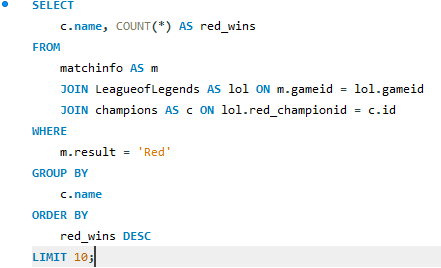 SELECT
c.name, COUNT(*) AS red_wins
FROM
matchinfo AS m
JOIN LeagueofLegends AS lol ON m.gameid = lol.gameid
JOIN champions AS c ON lol.red_championid = c.id
WHERE
m.result = 'Red'
GROUP BY
c.name
ORDER BY
red_wins DESC
LIMIT 10;